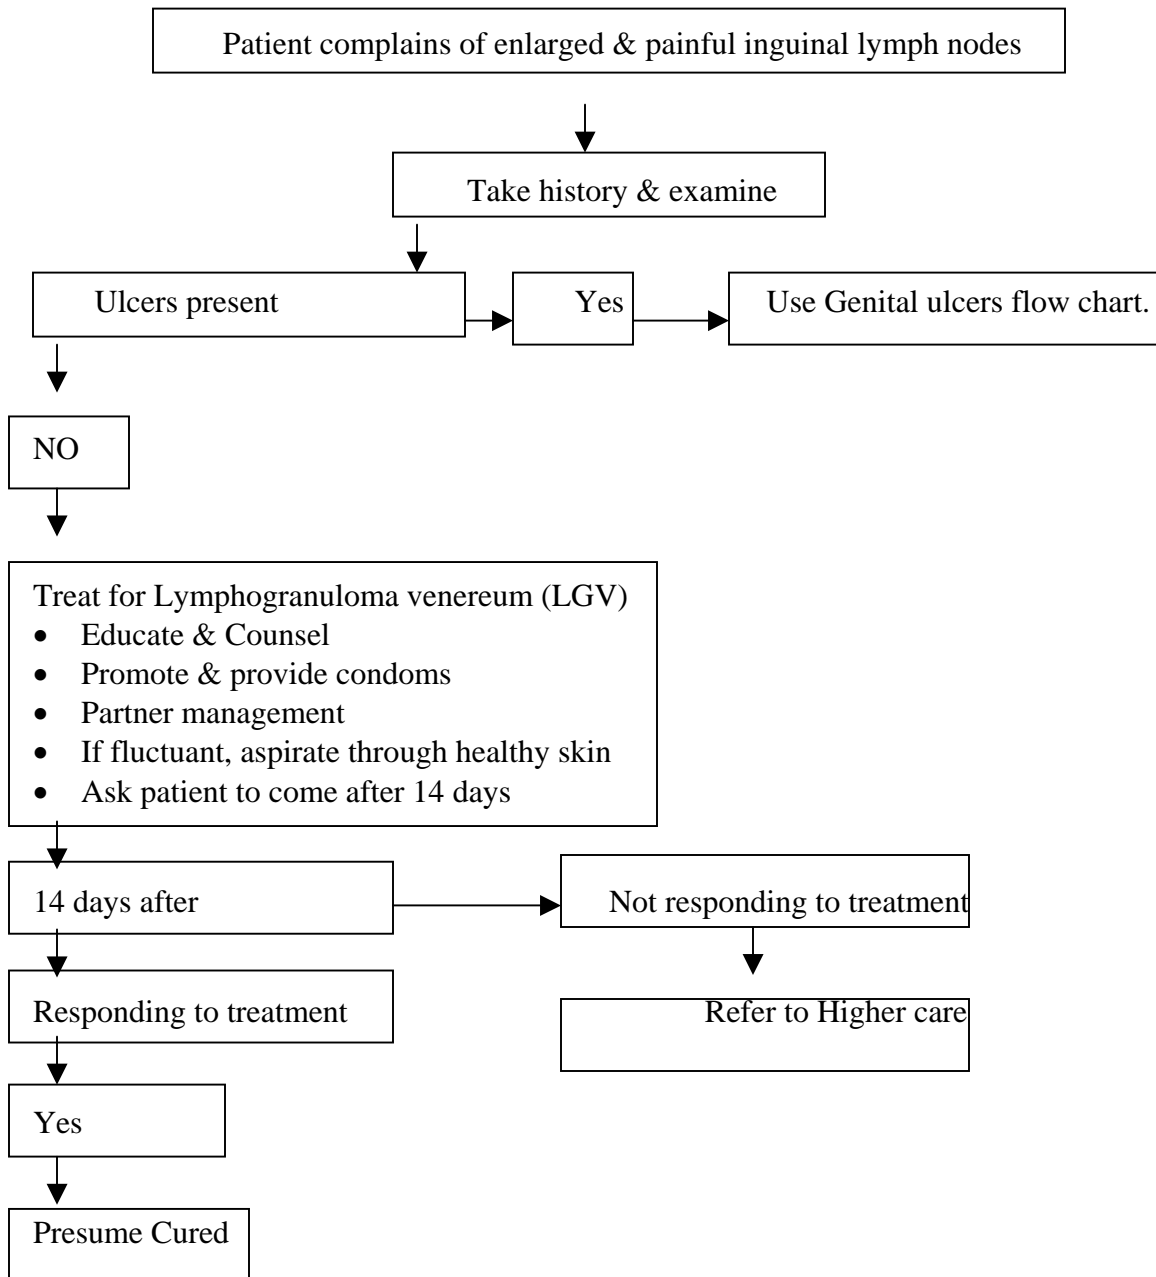 Patient complains of enlarged & painful inguinal lymph nodes
Take history & examine
Ulcers present
Yes
Use Genital ulcers flow chart.
NO
Treat for Lymphogranuloma venereum (LGV)
• Educate & Counsel
• Promote & provide condoms
• Partner management
• If fluctuant, aspirate through healthy skin
• Ask patient to come after 14 days
14 days after
Not responding to treatment
Responding to treatment
Refer to Higher care
Yes
Presume Cured